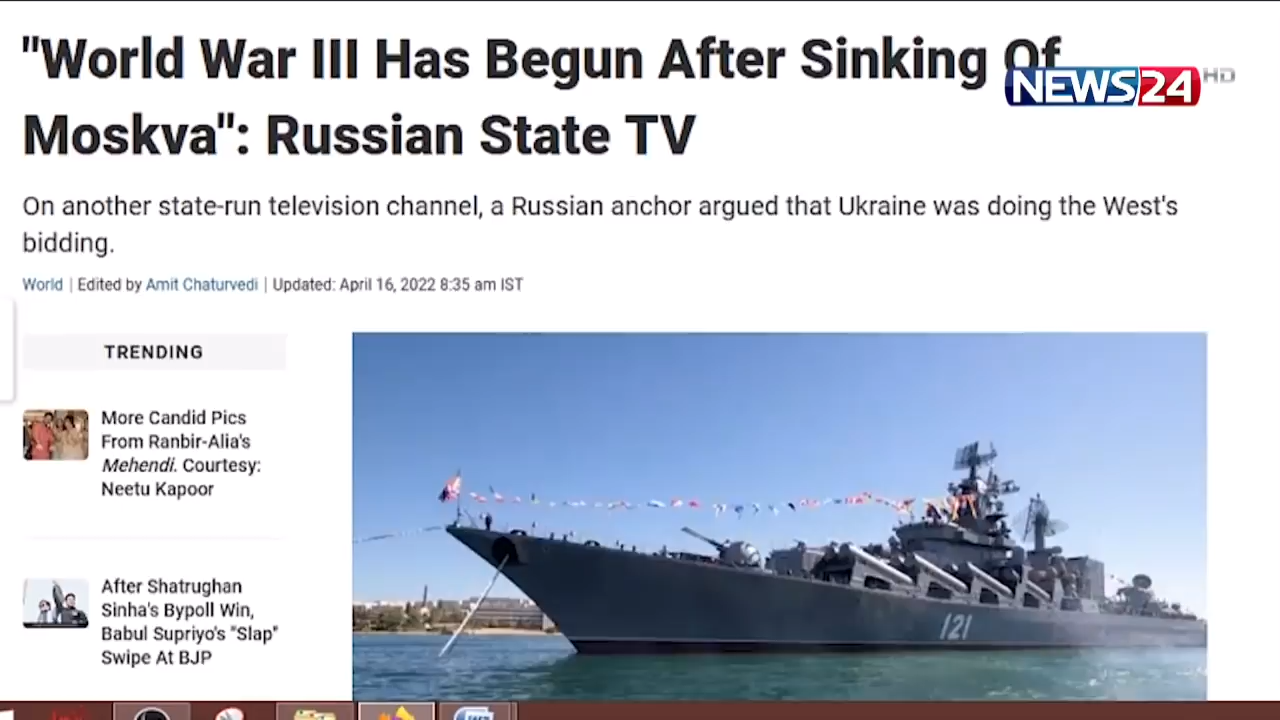 "World War III Has Begun After Sinking Of
NEWS24 HD
Moskva": Russian State TV
On another state-run television channel, a Russian anchor argued that Ukraine was doing the West's
bidding.
World | Edited by Amit Chaturvedi | Updated: April 16, 2022 8:35 am IST
TRENDING
More Candid Pics
From Ranbir-Alia's
Mehendi. Courtesy:
Neetu Kapoor
After Shatrughan
Sinha's Bypoll Win,
Babul Supriyo's "Slap"
Swipe At BJP
121